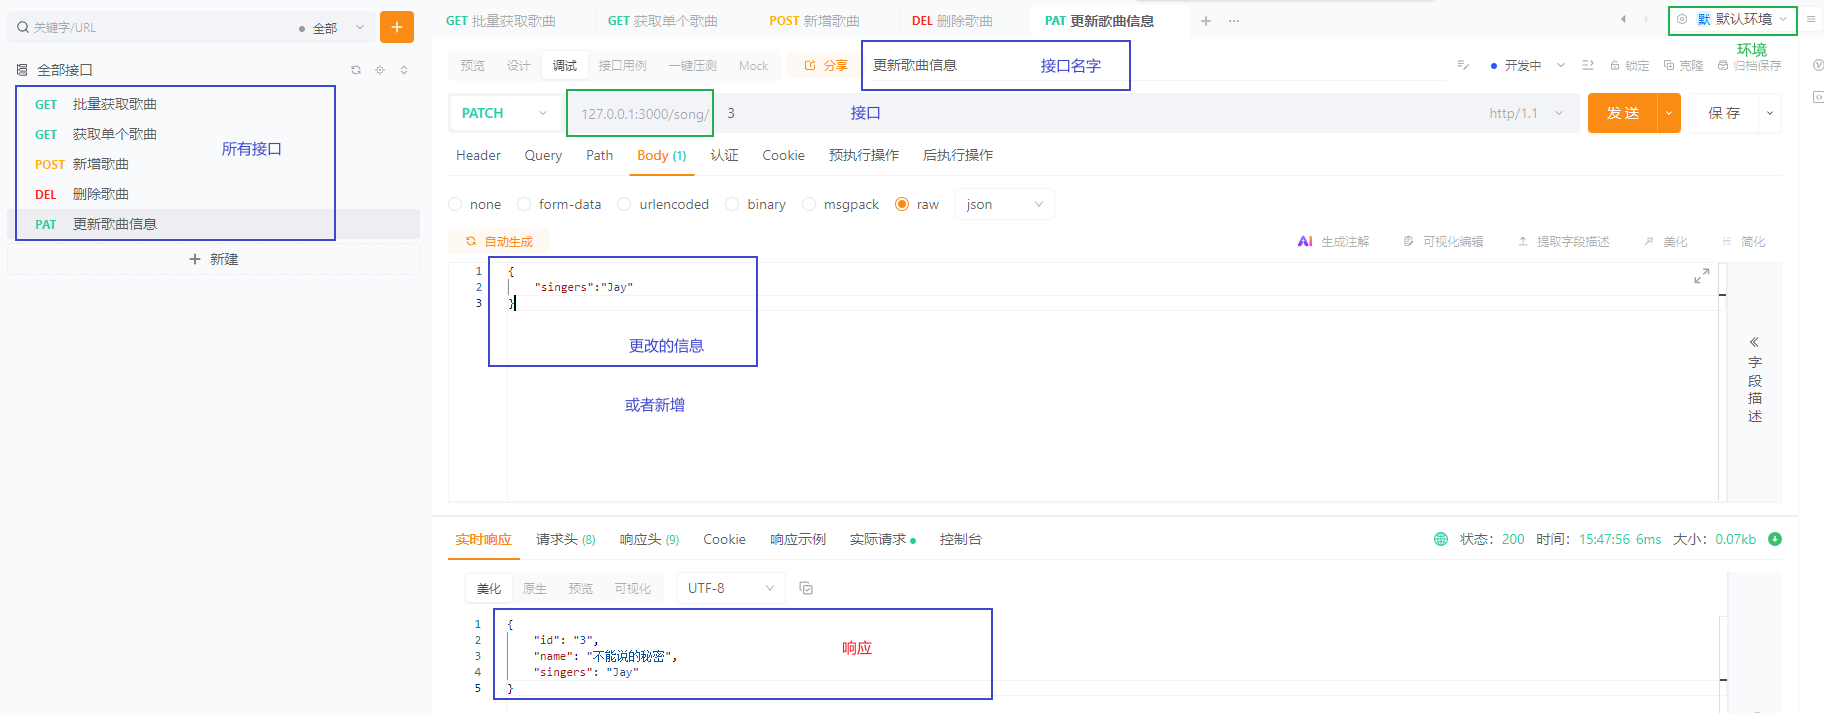 关键字/URL
全部
GET 批量获取歌曲
GET 获取单个歌曲
POST 新增歌曲
DEL 删除歌曲
PAT 更新歌曲信息
默 默认环境
环境
全部接口
预览 设计 调试 接口用例 一键压测 Mock 分享 更新歌曲信息 接口名字 开发中 锁定 克隆 归档保存
GET 批量获取歌曲
GET 获取单个歌曲
POST 新增歌曲
DEL 删除歌曲
PAT 更新歌曲信息
所有接口
新建
PATCH 127.0.0.1:3000/song/ 3 接口 http/1.1 发送 保存
Header Query Path Body (1) 认证 Cookie 预执行操作 后执行操作
none form-data urlencoded binary msgpack raw json
自动生成 AI 生成注解 可视化编辑 提取字段描述 美化 简化
1 {
2 "singers":"Jay"
3 }
更改的信息
或者新增
字段描述
实时响应 请求头 (8) 响应头 (9) Cookie 响应示例 实际请求 控制台 状态: 200 时间: 15:47:56 6ms 大小: 0.07kb
美化 原生 预览 可视化 UTF-8
1 {
2 "id": "3",
3 "name": "不能说的秘密",
4 "singers": "Jay"
5 }
响应